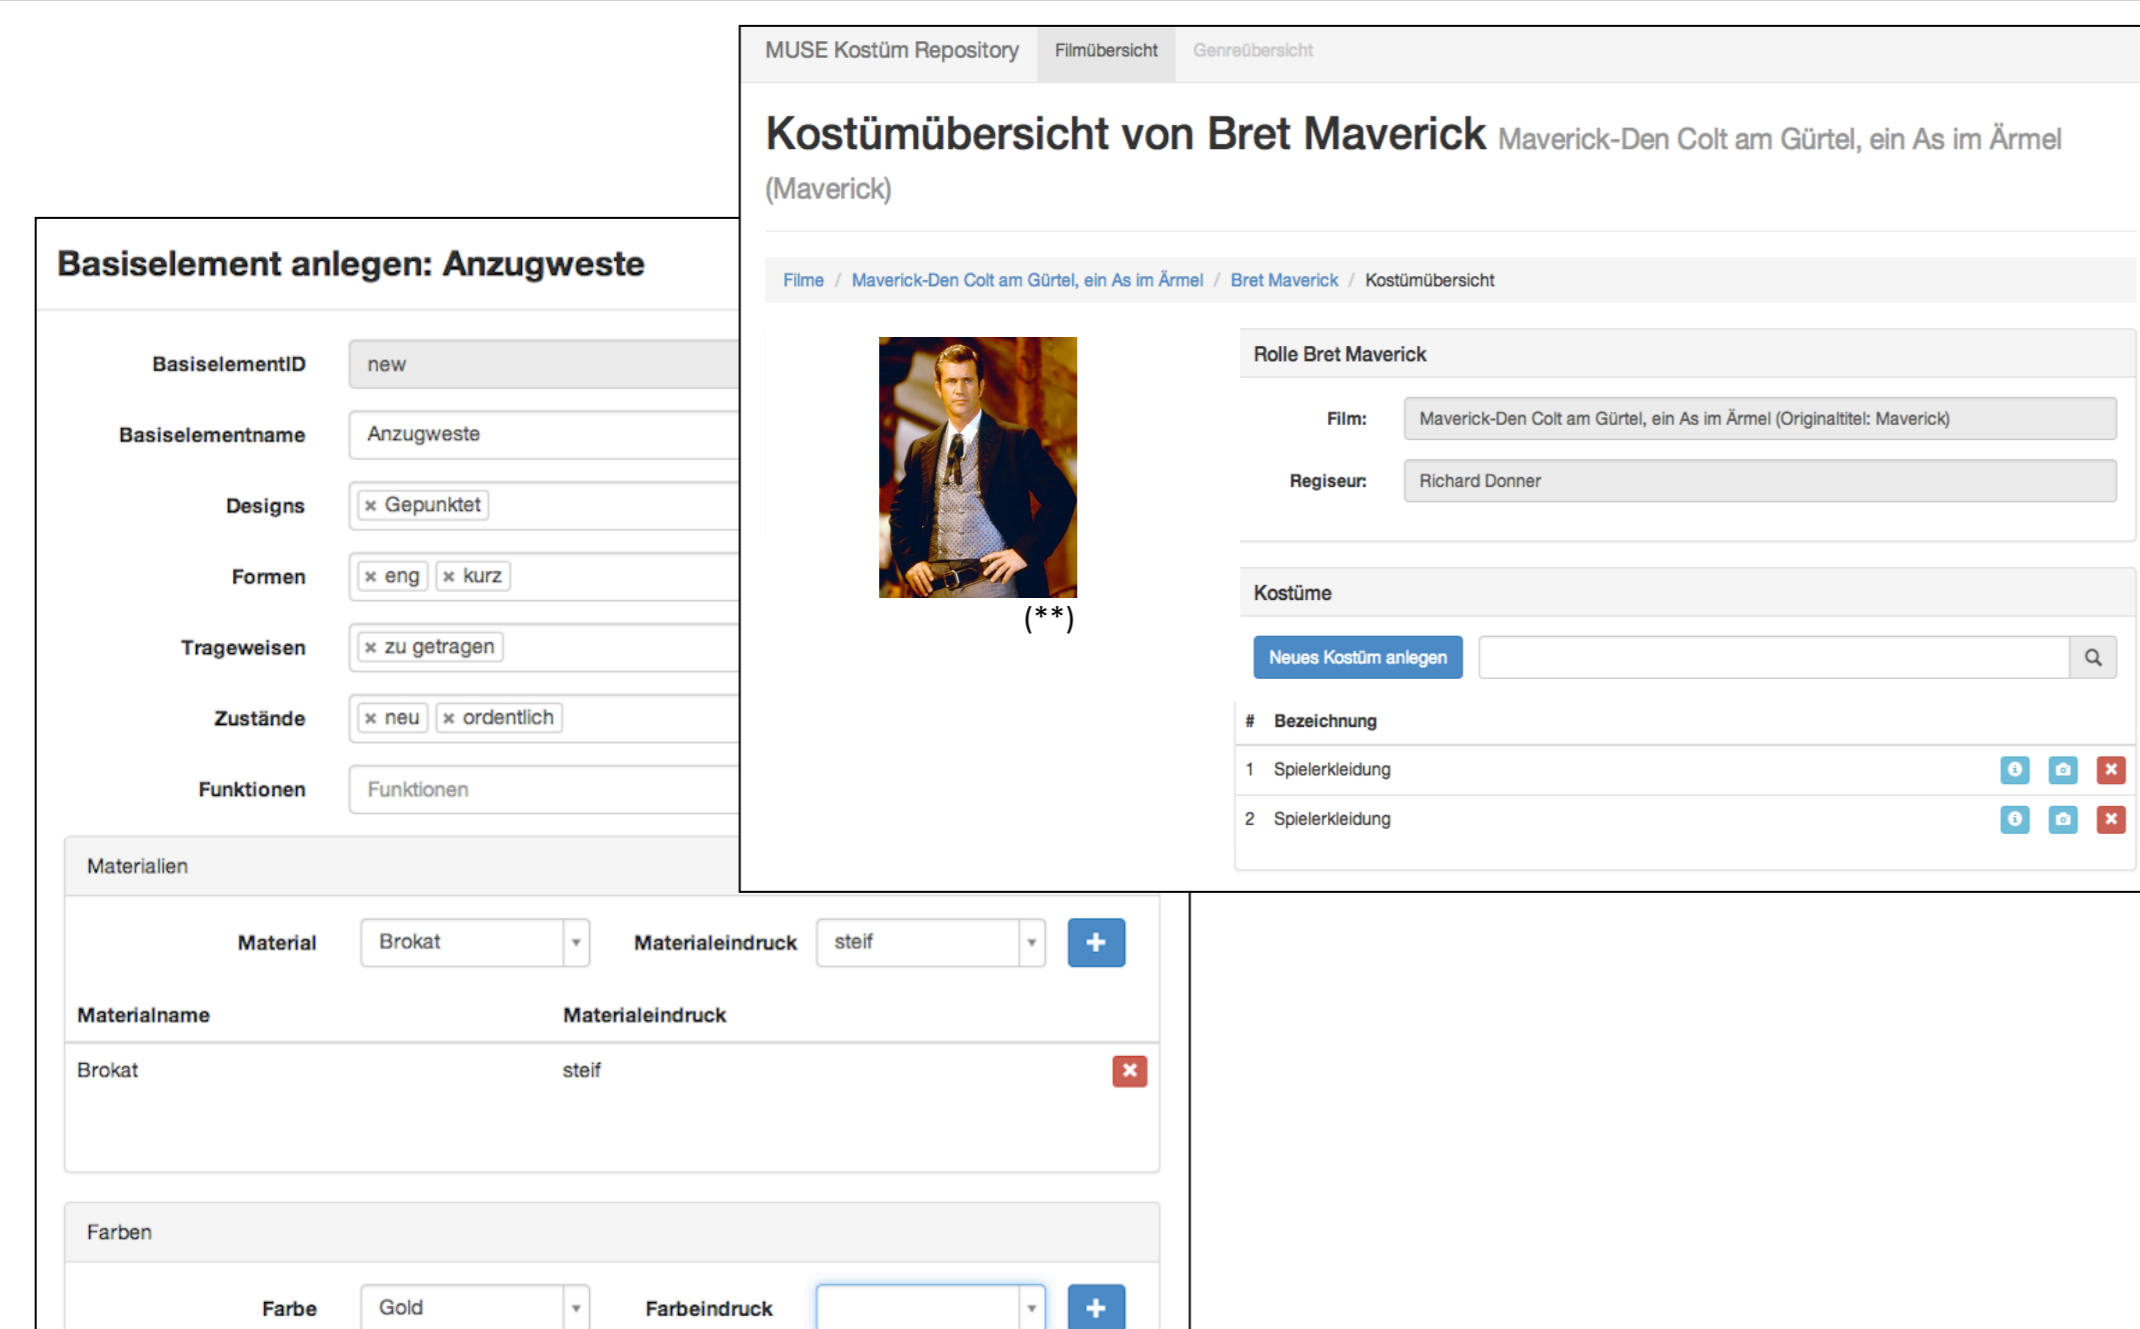 MUSE Kostüm Repository Filmübersicht Genreübersicht
Kostümübersicht von Bret Maverick Maverick-Den Colt am Gürtel, ein As im Ärmel
(Maverick)
Filme / Maverick-Den Colt am Gürtel, ein As im Ärmel / Bret Maverick / Kostümübersicht
(**)
Rolle Bret Maverick
Film: Maverick-Den Colt am Gürtel, ein As im Ärmel (Originaltitel: Maverick)
Regiseur: Richard Donner
Kostüme
Neues Kostüm anlegen
# Bezeichnung
1 Spielerkleidung
2 Spielerkleidung
Basiselement anlegen: Anzugweste
BasiselementID new
Basiselementname Anzugweste
Designs × Gepunktet
Formen × eng × kurz
Trageweisen × zu getragen
Zustände × neu × ordentlich
Funktionen Funktionen
Materialien
Material Brokat Materialeindruck steif
Materialname Materialeindruck
Brokat steif
Farben
Farbe Gold Farbeindruck